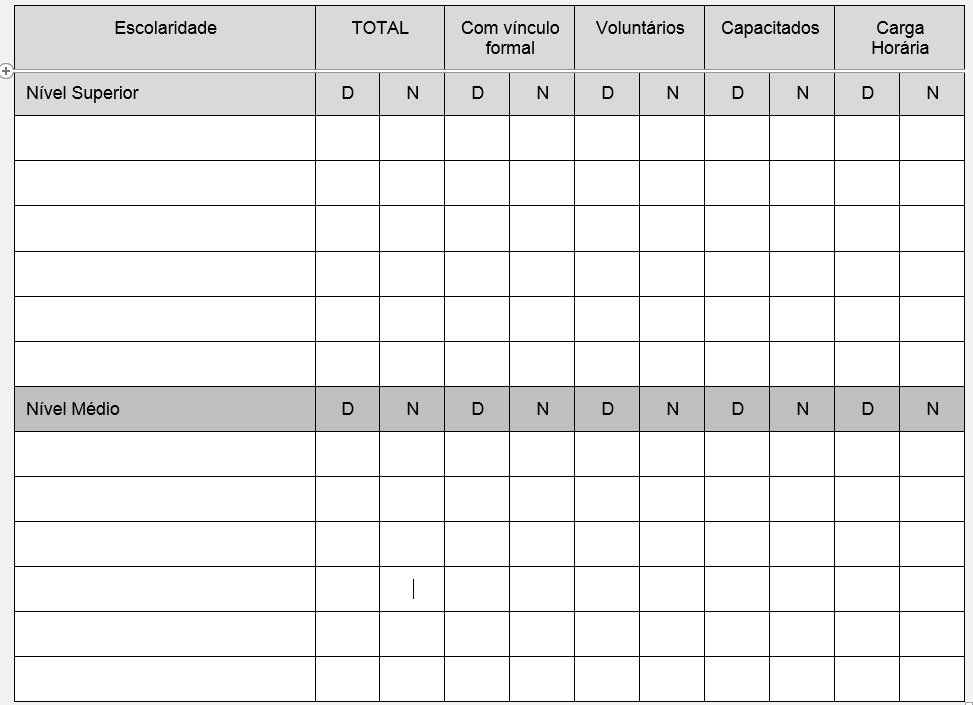 Escolaridade TOTAL Com vínculo formal Voluntários Capacitados Carga Horária
Nível Superior D N D N D N D N D N
Nível Médio D N D N D N D N D N